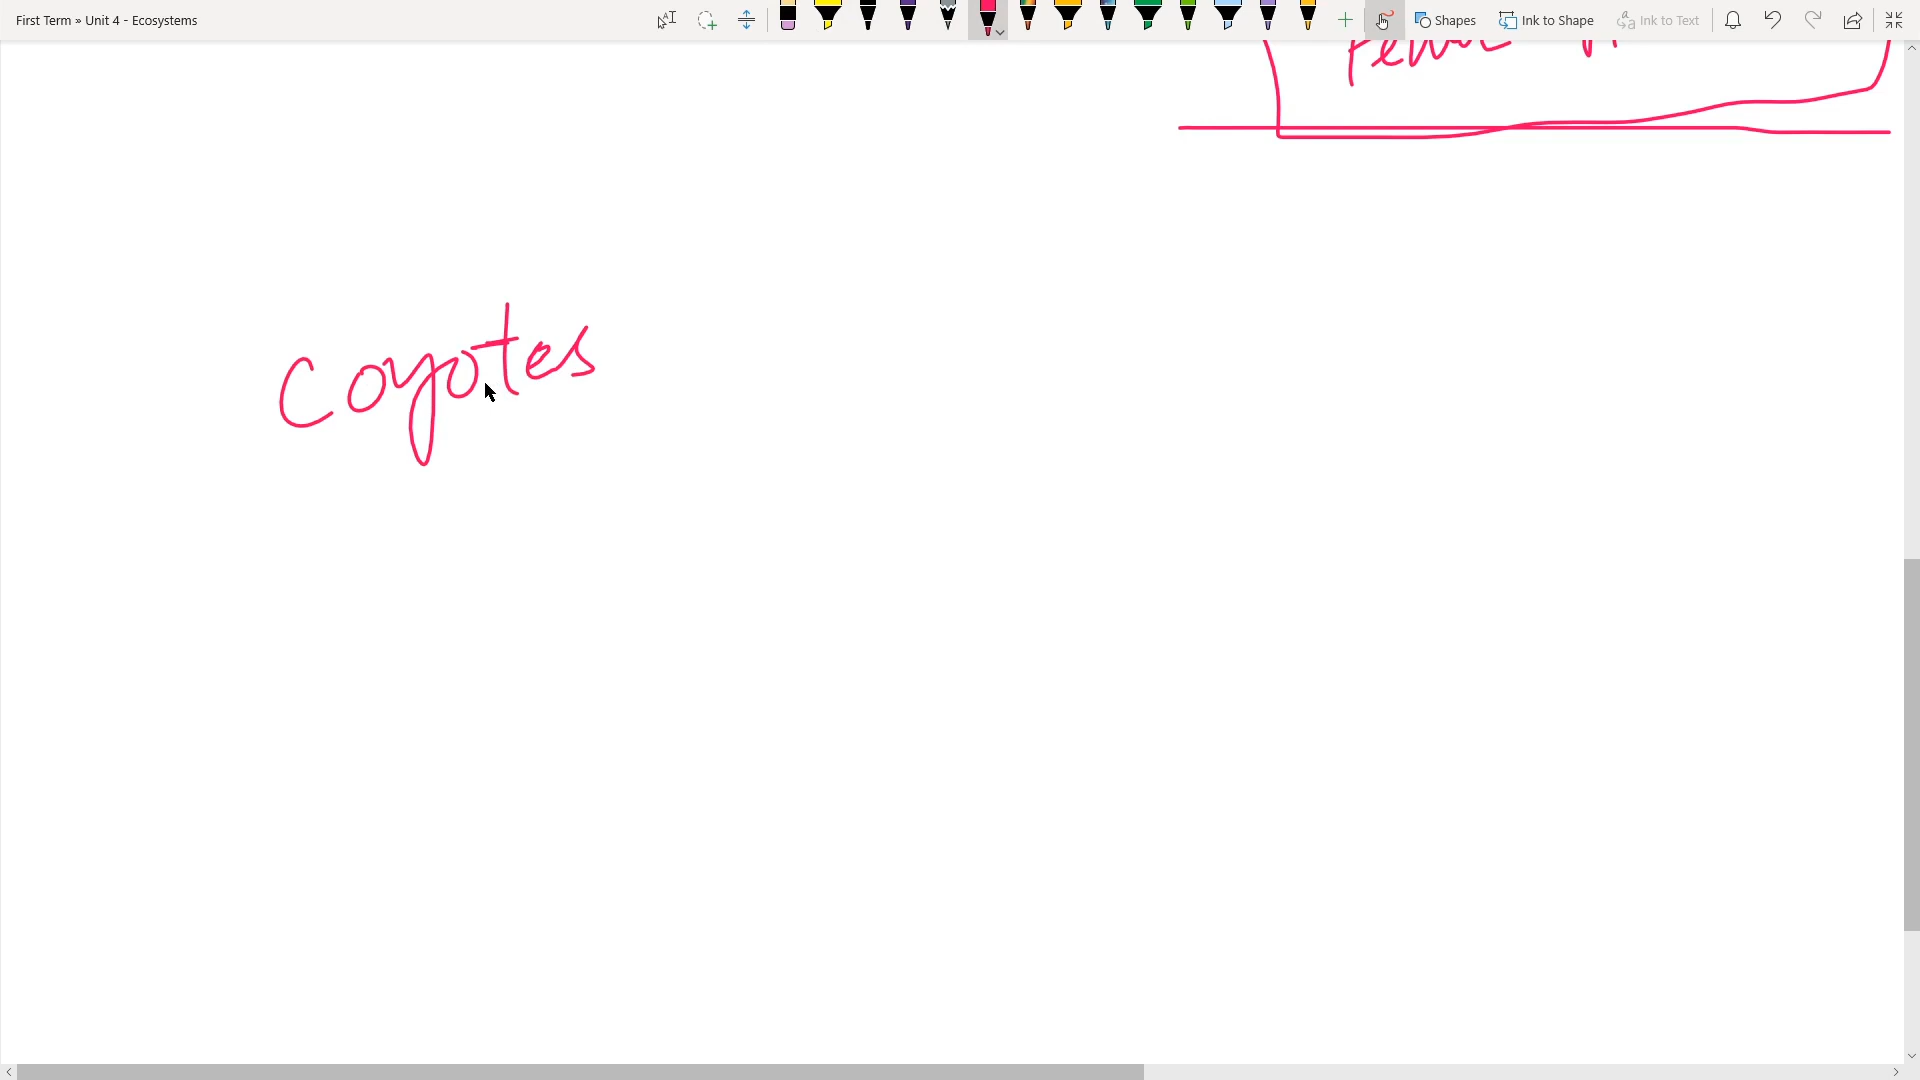 First Term » Unit 4 - Ecosystems
Shapes
Ink to Shape
Ink to Text
Coyotes